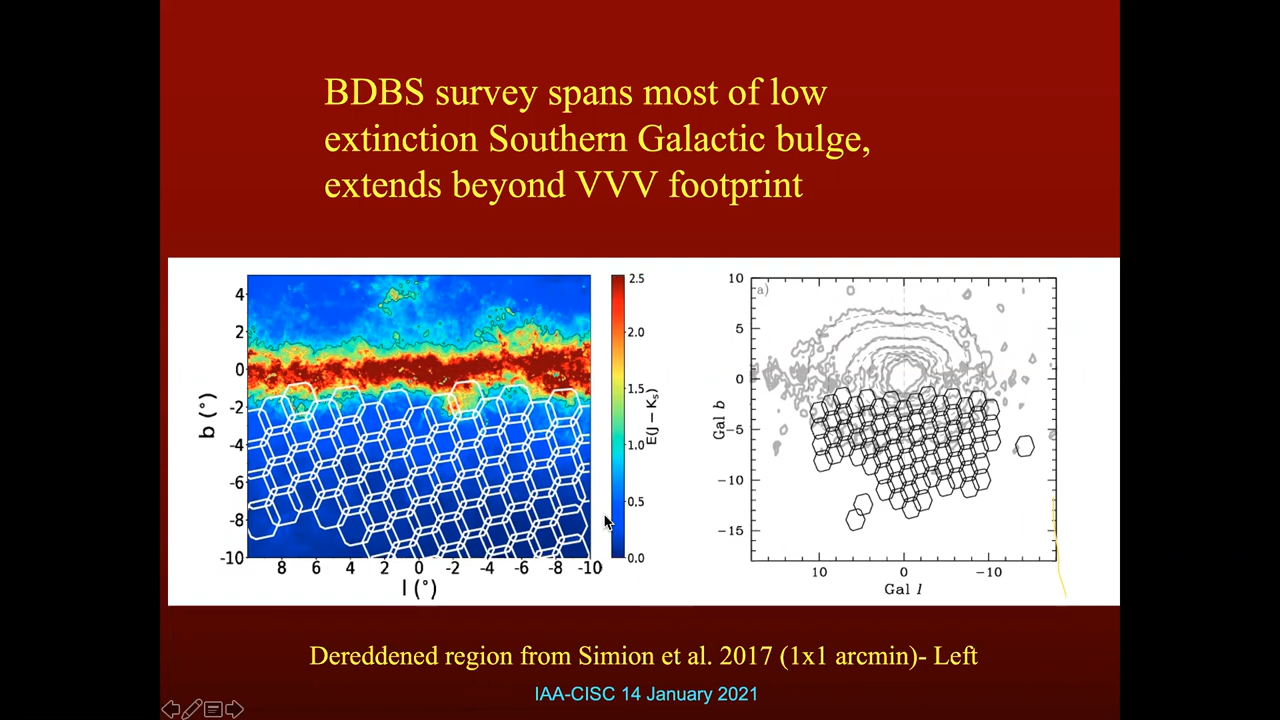 BDBS survey spans most of low
extinction Southern Galactic bulge,
extends beyond VVV footprint
4
2
0
-2
-4
-6
-8
-10
b (°)
8 6 4 2 0 -2 -4 -6 -8 -10
l (°)
2.5
2.0
1.5
1.0
0.5
0.0
E(J − Ks)
a)
10
5
0
−5
−10
−15
Gal b
10 0 −10
Gal l
Dereddened region from Simion et al. 2017 (1x1 arcmin)- Left
IAA-CISC 14 January 2021